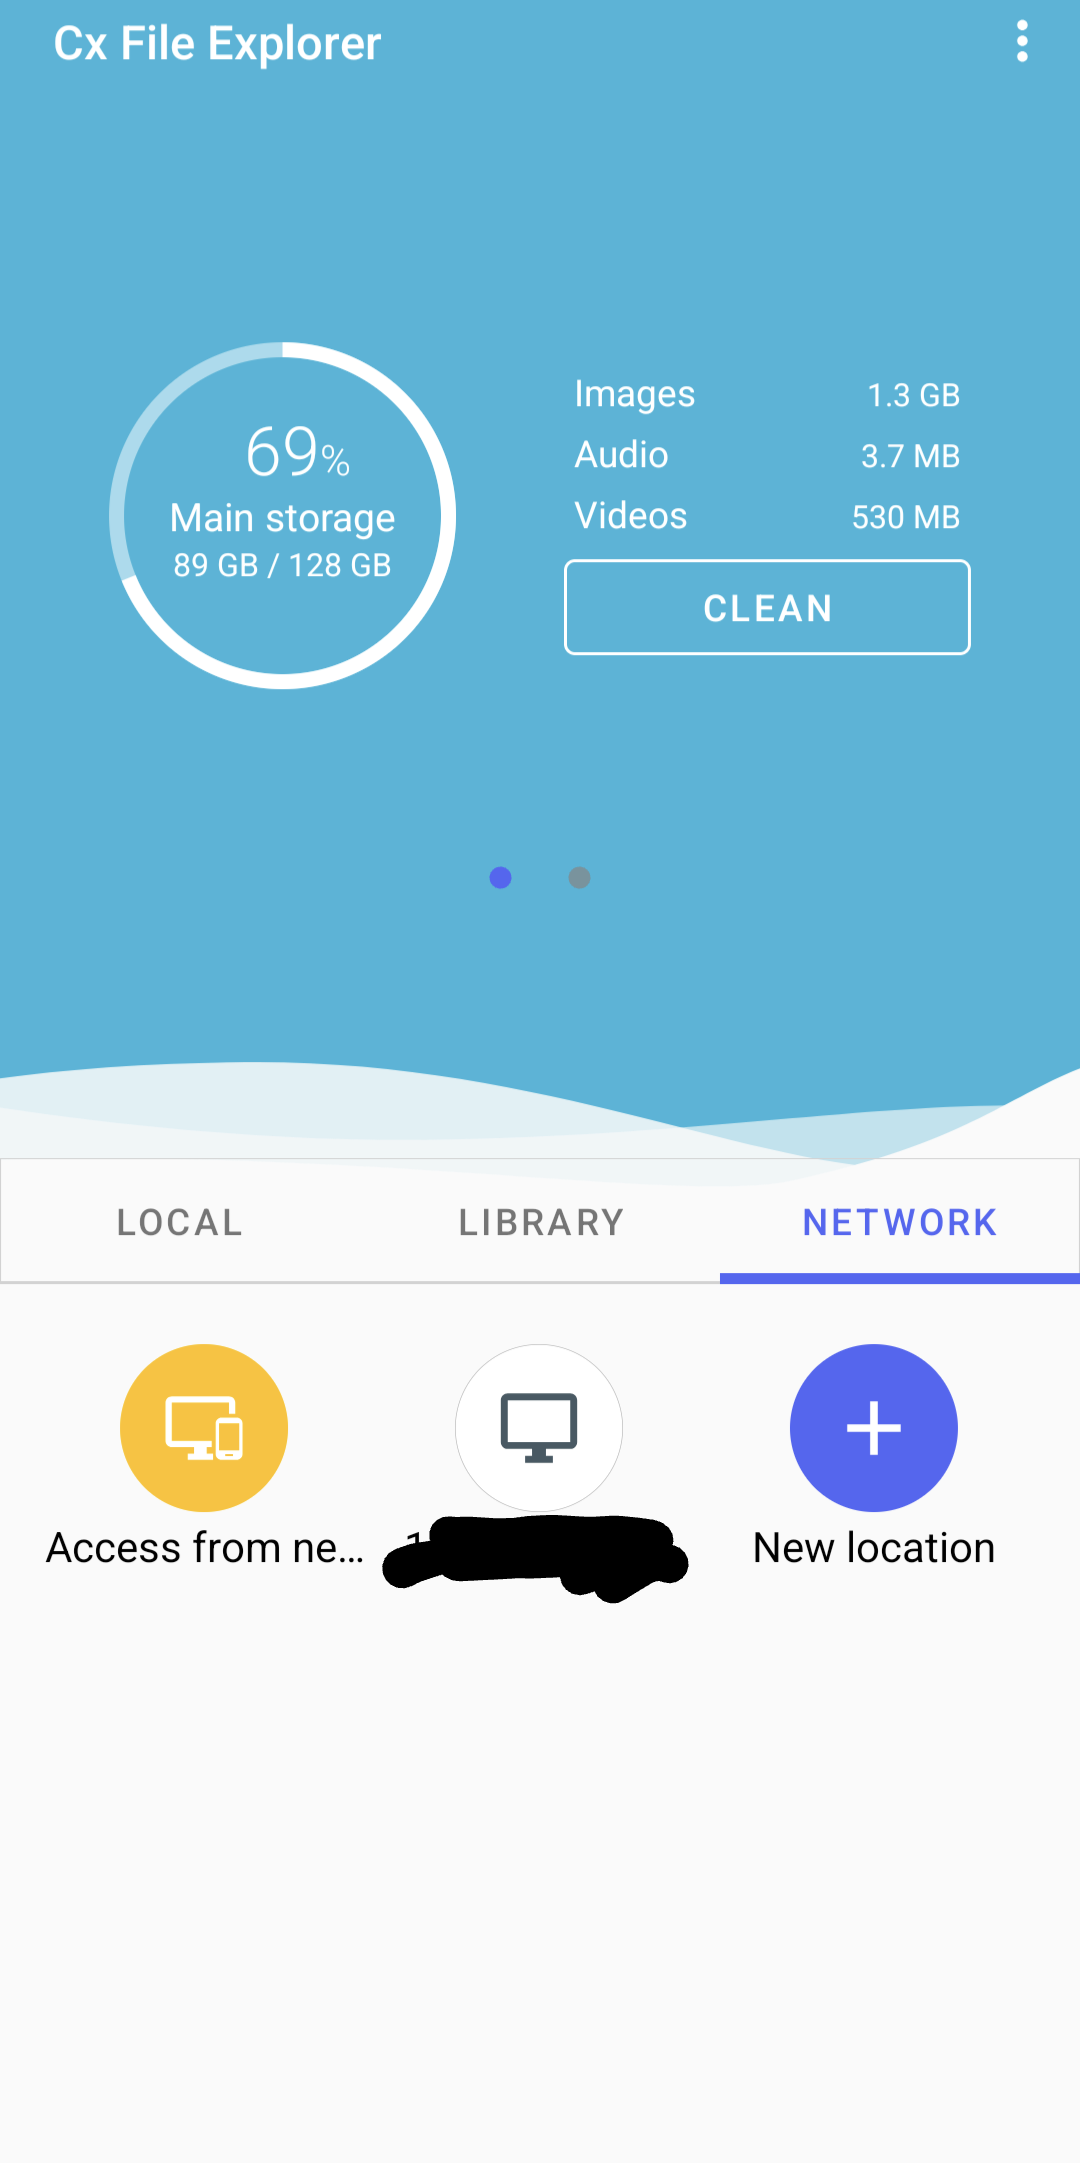 Cx File Explorer
69%
Main storage
89 GB / 128 GB
Images 1.3 GB
Audio 3.7 MB
Videos 530 MB
CLEAN
LOCAL LIBRARY NETWORK
Access from ne... New location